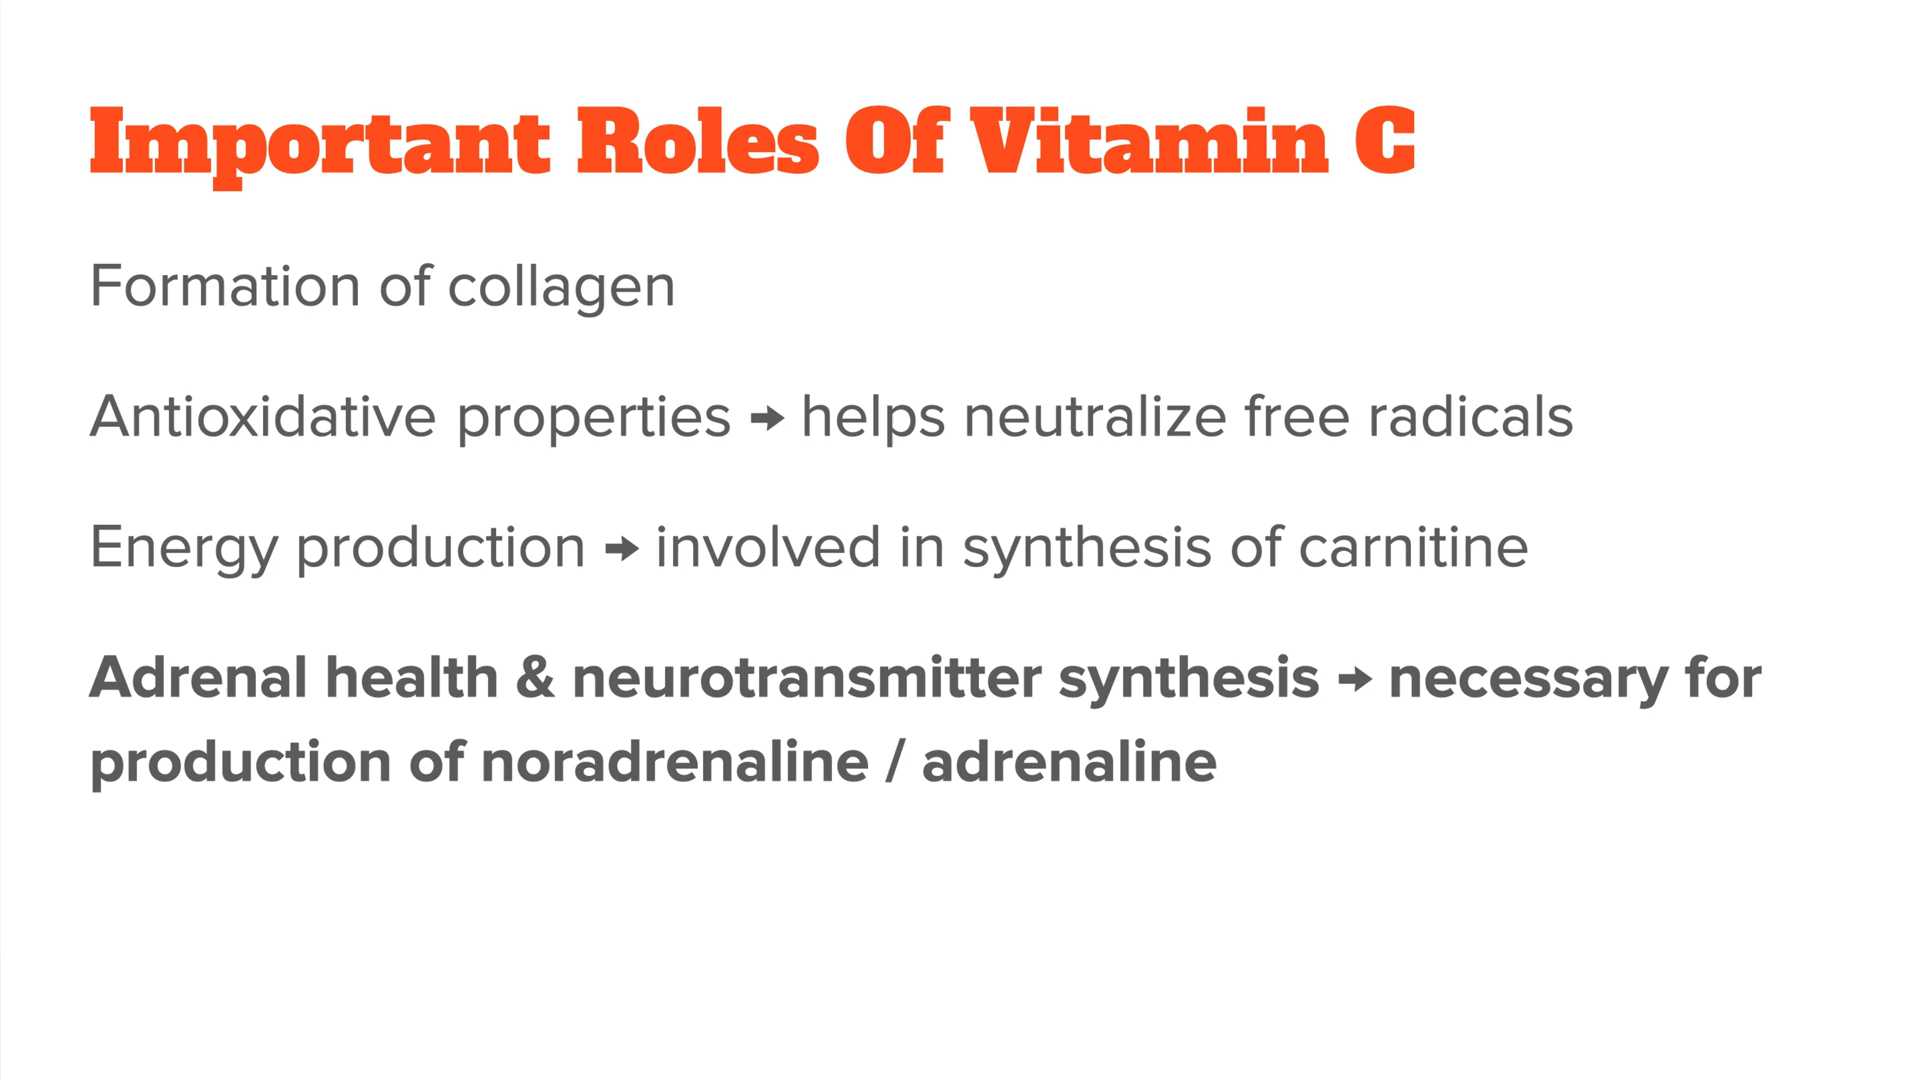 Important Roles Of Vitamin C
Formation of collagen
Antioxidative properties → helps neutralize free radicals
Energy production → involved in synthesis of carnitine
Adrenal health & neurotransmitter synthesis → necessary for
production of noradrenaline / adrenaline